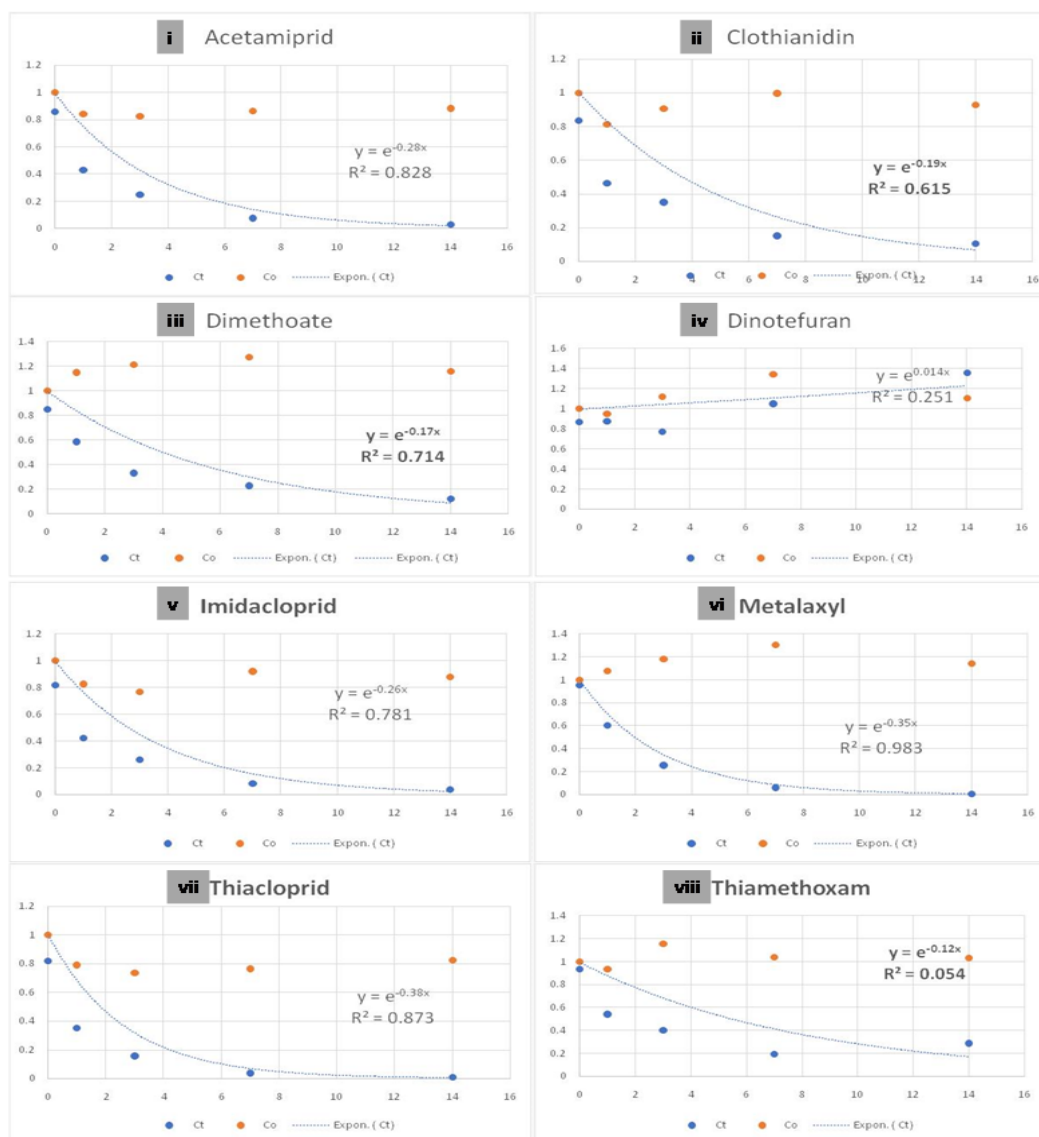 i Acetamiprid
1.2
1
0.8
0.6
0.4
0.2
0
y = e^-0.28x
R² = 0.828
0 2 4 6 8 10 12 14 16
Ct Co Expon. ( Ct)
ii Clothianidin
1.2
1
0.8
0.6
0.4
0.2
0
y = e^-0.19x
R² = 0.615
0 2 4 6 8 10 12 14 16
Ct Co Expon. ( Ct)
iii Dimethoate
1.4
1.2
1
0.8
0.6
0.4
0.2
0
y = e^-0.17x
R² = 0.714
0 2 4 6 8 10 12 14 16
Ct Co Expon. ( Ct) Expon. ( Ct)
iv Dinotefuran
1.6
1.4
1.2
1
0.8
0.6
0.4
0.2
0
y = e^0.014x
R² = 0.251
0 2 4 6 8 10 12 14 16
Ct Co Expon. ( Ct)
v Imidacloprid
1.2
1
0.8
0.6
0.4
0.2
0
y = e^-0.26x
R² = 0.781
0 2 4 6 8 10 12 14 16
Ct Co Expon. ( Ct)
vi Metalaxyl
1.4
1.2
1
0.8
0.6
0.4
0.2
0
y = e^-0.35x
R² = 0.983
0 2 4 6 8 10 12 14 16
Ct Co Expon. ( Ct)
vii Thiacloprid
1.2
1
0.8
0.6
0.4
0.2
0
y = e^-0.38x
R² = 0.873
0 2 4 6 8 10 12 14 16
Ct Co Expon. ( Ct)
viii Thiamethoxam
1.4
1.2
1
0.8
0.6
0.4
0.2
0
y = e^-0.12x
R² = 0.054
0 2 4 6 8 10 12 14 16
Ct Co Expon. ( Ct)